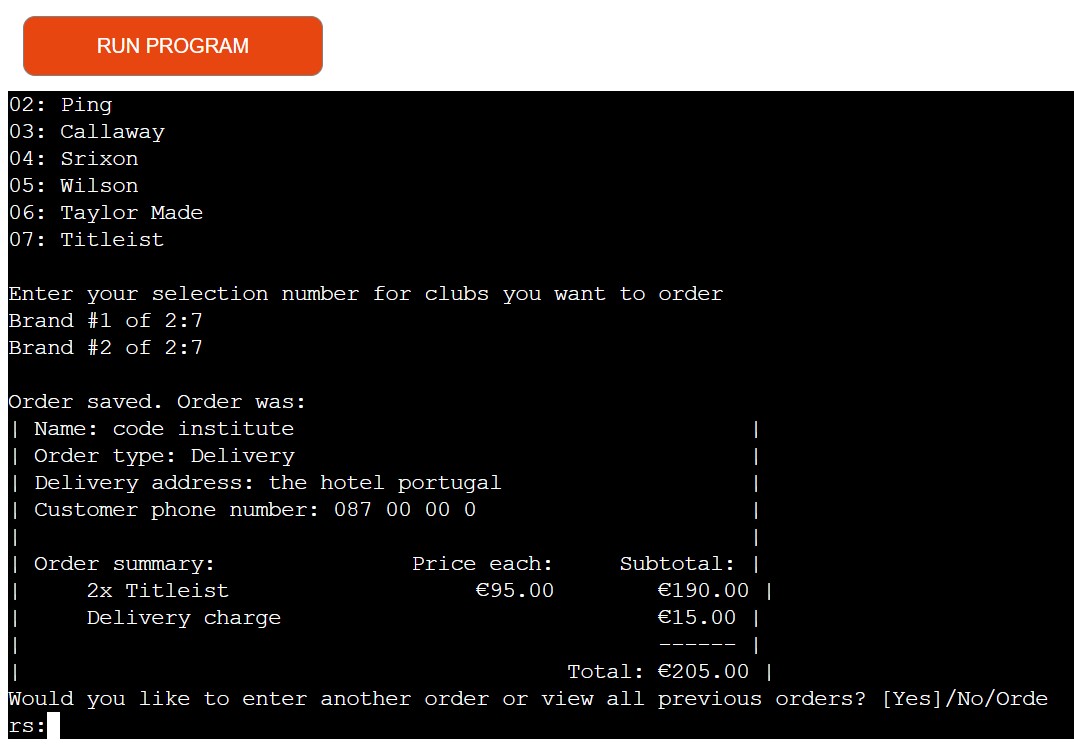 RUN PROGRAM
02: Ping
03: Callaway
04: Srixon
05: Wilson
06: Taylor Made
07: Titleist
Enter your selection number for clubs you want to order
Brand #1 of 2:7
Brand #2 of 2:7
Order saved. Order was:
| Name: code institute |
| Order type: Delivery |
| Delivery address: the hotel portugal |
| Customer phone number: 087 00 00 0 |
| |
| Order summary: Price each: Subtotal: |
| 2x Titleist €95.00 €190.00 |
| Delivery charge €15.00 |
| ------ |
| Total: €205.00 |
Would you like to enter another order or view all previous orders? [Yes]/No/Orde
rs: